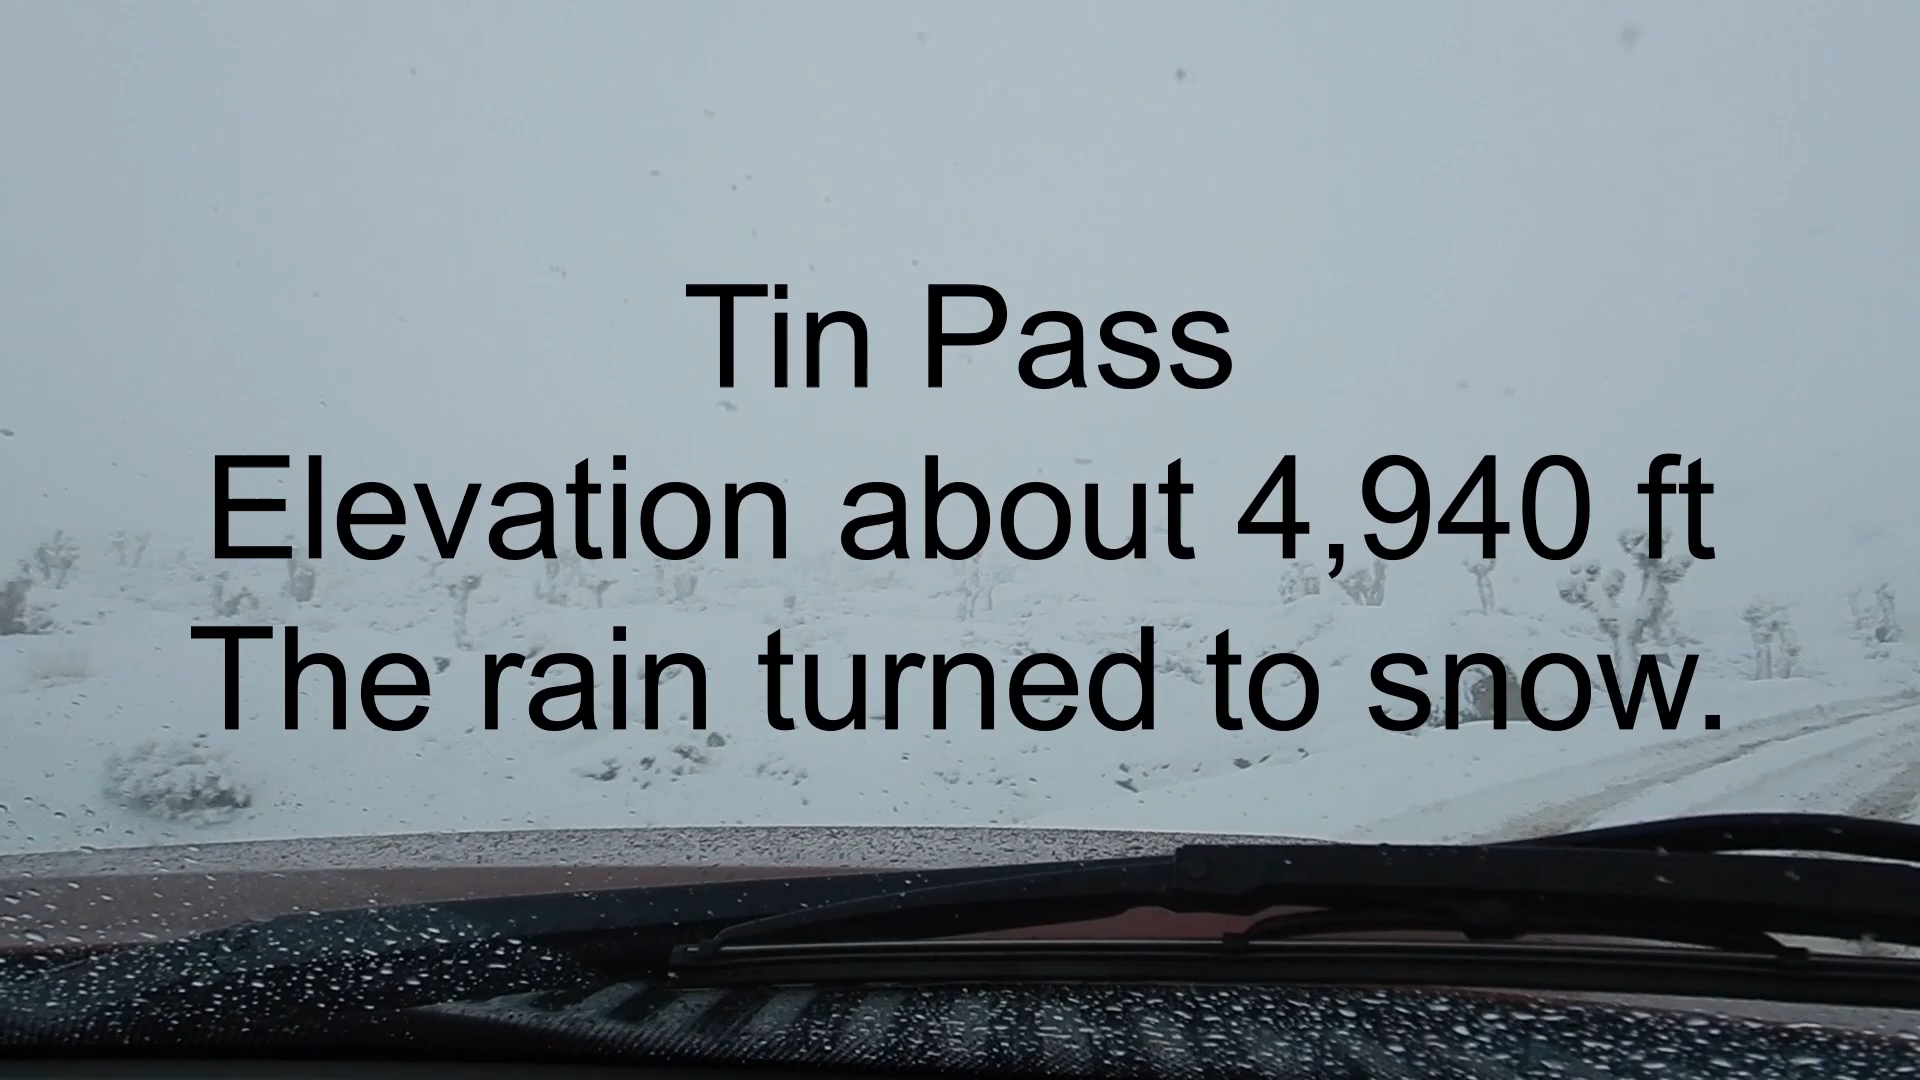 Tin Pass
Elevation about 4,940 ft
The rain turned to snow.